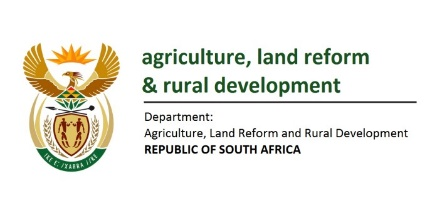 agriculture, land reform
& rural development
Department:
Agriculture, Land Reform and Rural Development
REPUBLIC OF SOUTH AFRICA